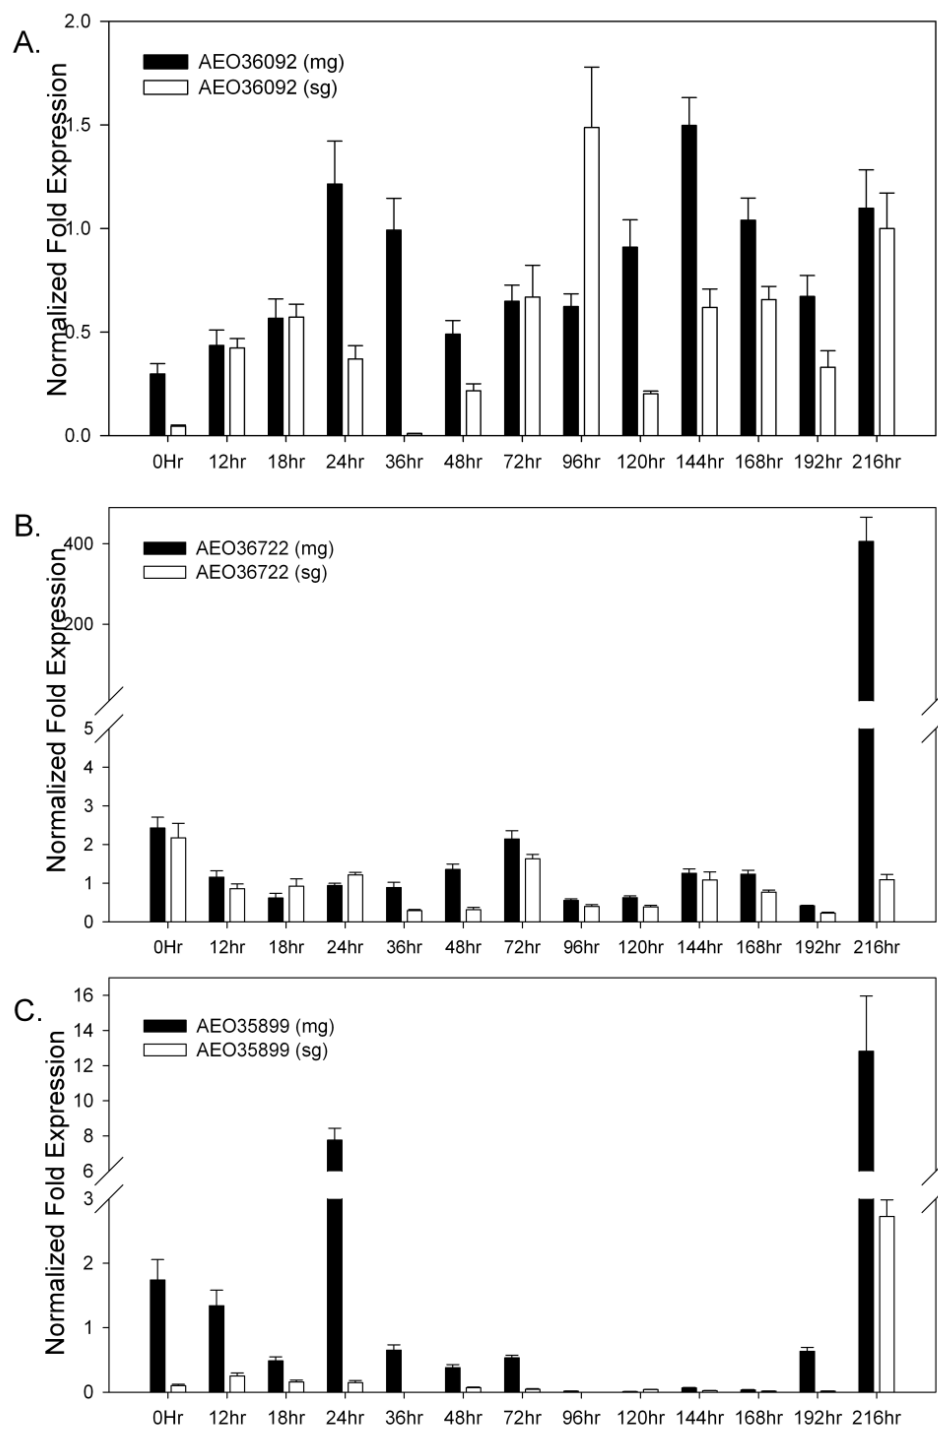 A.
Normalized Fold Expression
2.0
1.5
1.0
0.5
0.0
AEO36092 (mg)
AEO36092 (sg)
0Hr 12hr 18hr 24hr 36hr 48hr 72hr 96hr 120hr 144hr 168hr 192hr 216hr
B.
Normalized Fold Expression
400
200
5
4
3
2
1
0
AEO36722 (mg)
AEO36722 (sg)
0Hr 12hr 18hr 24hr 36hr 48hr 72hr 96hr 120hr 144hr 168hr 192hr 216hr
C.
Normalized Fold Expression
16
14
12
10
8
6
3
2
1
0
AEO35899 (mg)
AEO35899 (sg)
0Hr 12hr 18hr 24hr 36hr 48hr 72hr 96hr 120hr 144hr 168hr 192hr 216hr